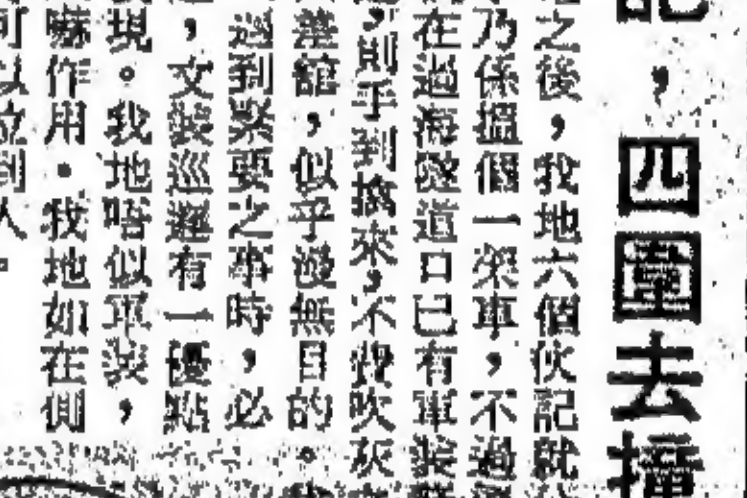 記，四圍去撞
之後，我地六個伙記就
乃係搵個一架車，不過
在過海隧道口已有軍裝
，則手到擒來，不費吹灰
差館，似乎漫無目的。
遇到緊要之事時，必
，文裝巡邏有一優點
現。我地唔似軍裝，
嚇作用．我地如在側
可以拉到人。